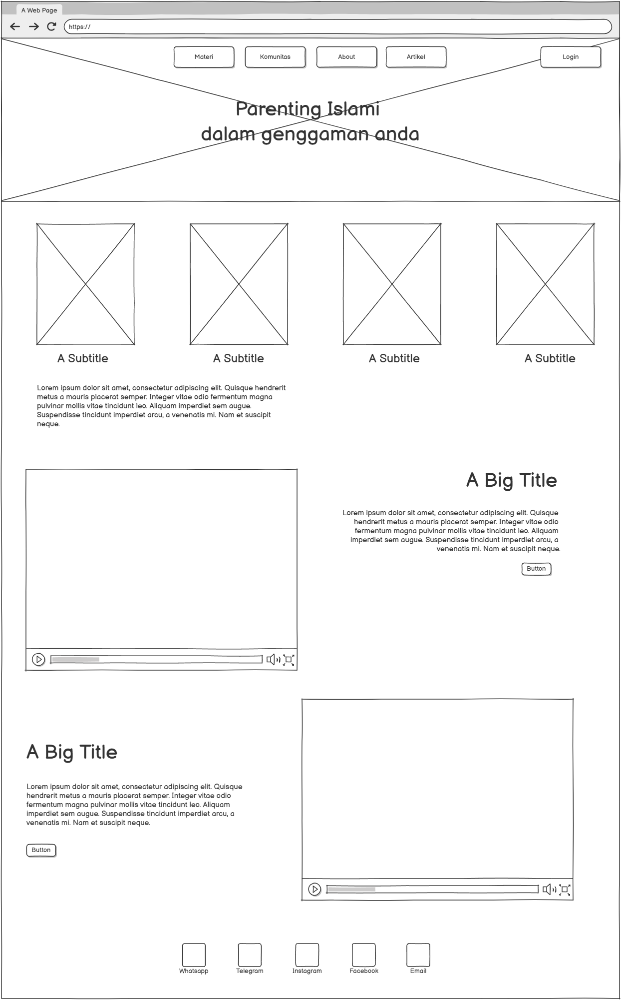 A Web Page
https://
Materi
Komunitas
About
Artikel
Login
Parenting Islami
dalam genggaman anda
A Subtitle
A Subtitle
A Subtitle
A Subtitle
Lorem ipsum dolor sit amet, consectetur adipiscing elit. Quisque hendrerit
metus a mauris placerat semper. Integer vitae odio fermentum magna
pulvinar mollis vitae tincidunt leo. Aliquam imperdiet sem augue.
Suspendisse tincidunt imperdiet arcu, a venenatis mi. Nam et suscipit
neque.
A Big Title
Lorem ipsum dolor sit amet, consectetur adipiscing elit. Quisque
hendrerit metus a mauris placerat semper. Integer vitae odio
fermentum magna pulvinar mollis vitae tincidunt leo. Aliquam
imperdiet sem augue. Suspendisse tincidunt imperdiet arcu, a
venenatis mi. Nam et suscipit neque.
Button
A Big Title
Lorem ipsum dolor sit amet, consectetur adipiscing elit. Quisque
hendrerit metus a mauris placerat semper. Integer vitae odio
fermentum magna pulvinar mollis vitae tincidunt leo. Aliquam
imperdiet sem augue. Suspendisse tincidunt imperdiet arcu, a
venenatis mi. Nam et suscipit neque.
Button
Whatsapp
Telegram
Instagram
Facebook
Email